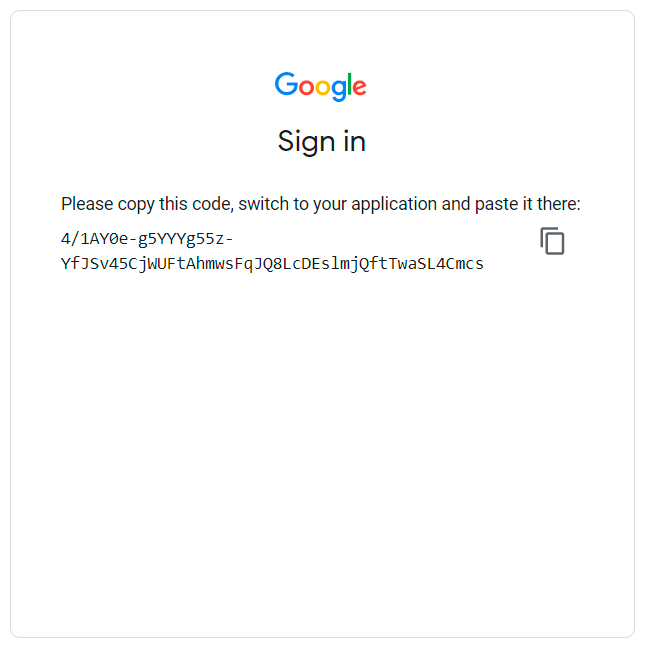 Google
Sign in
Please copy this code, switch to your application and paste it there:
4/1AY0e-g5YYYg55z-
YfJSv45CjWUFtAhmwsFqJQ8LcDEslmjQftTwaSL4Cmcs